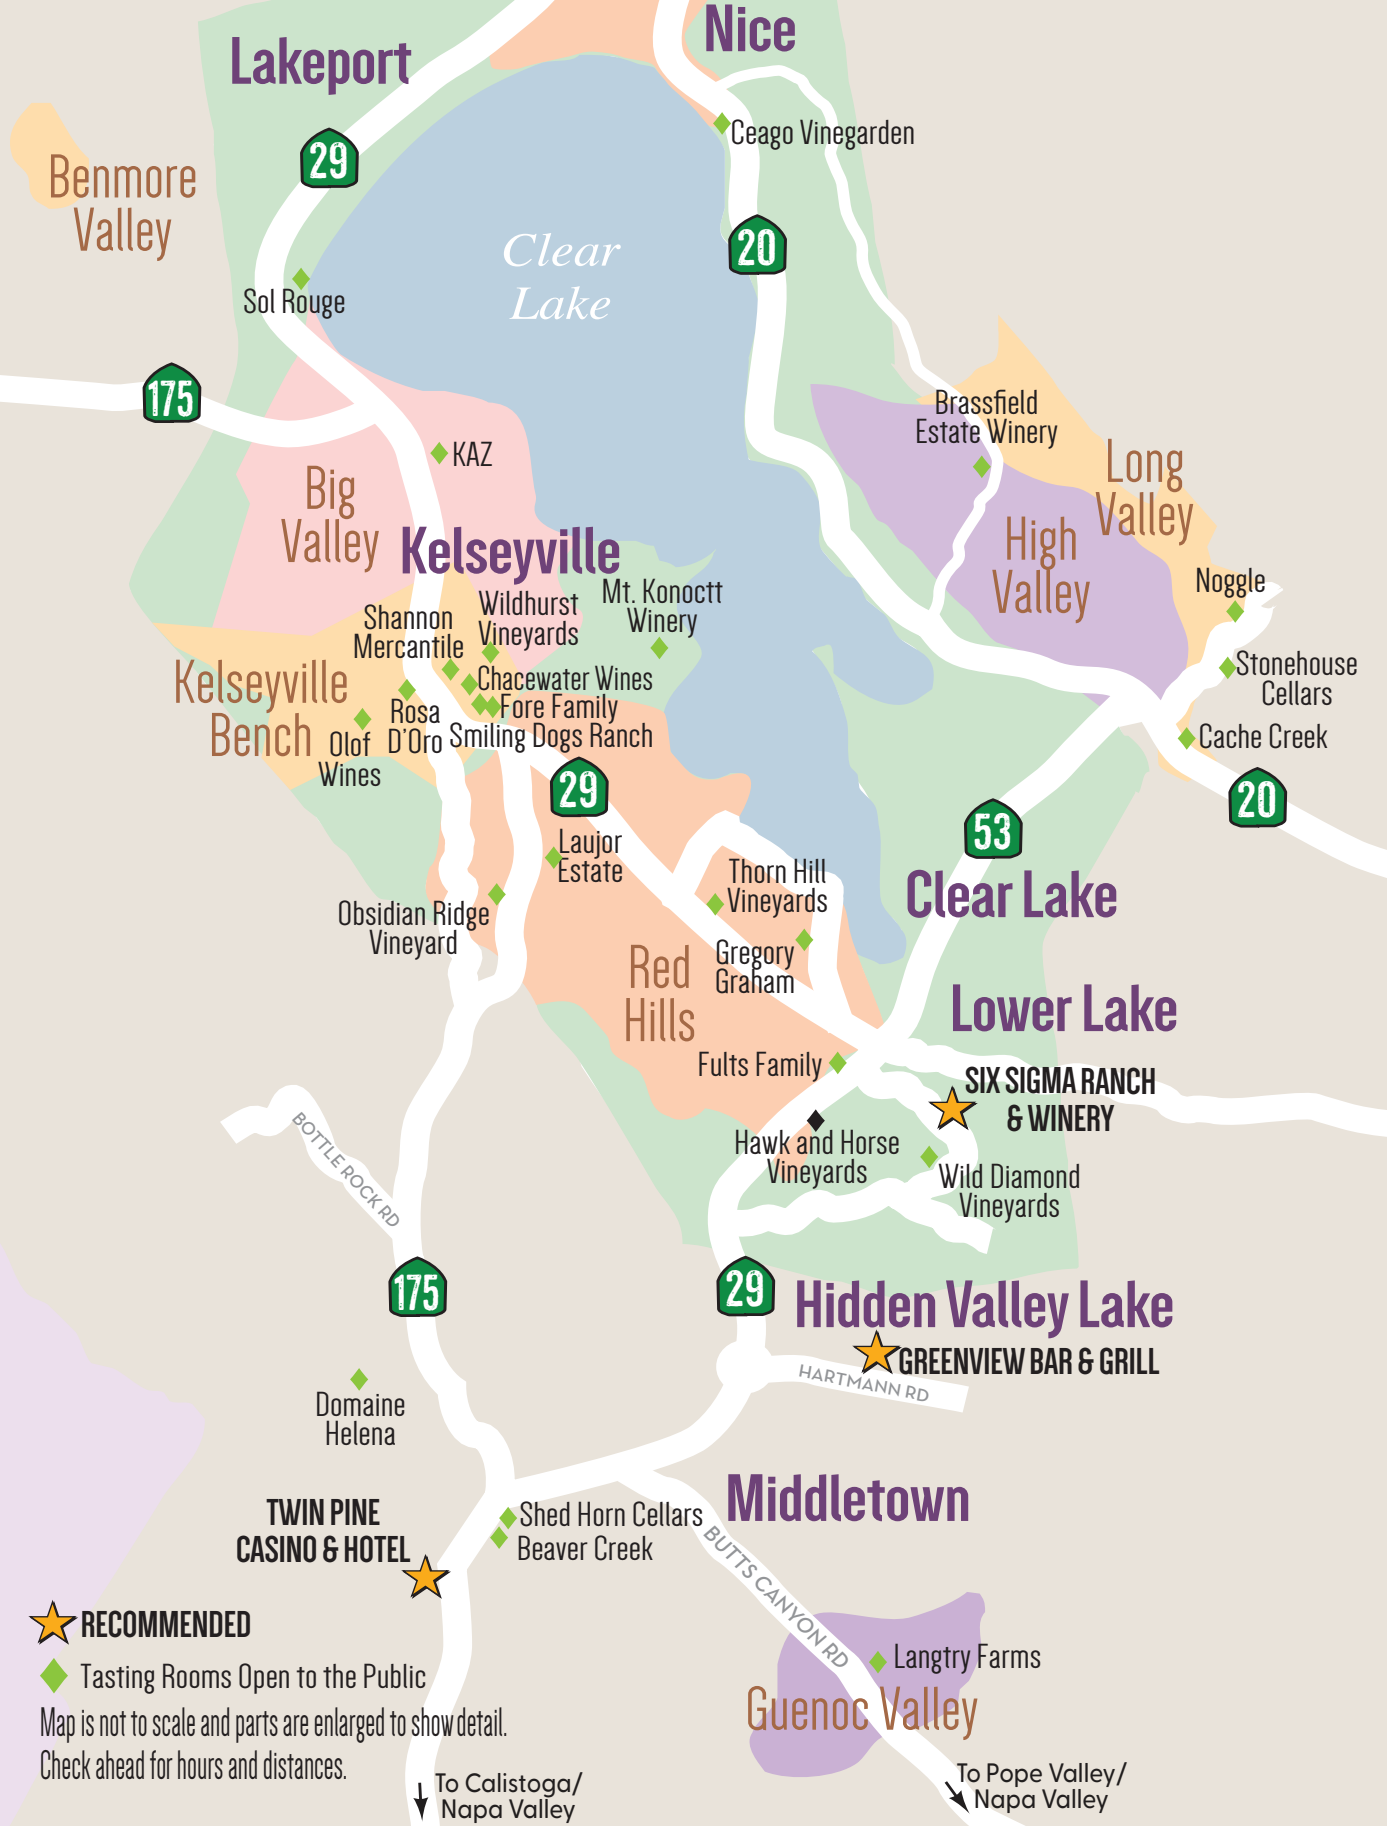 Nice
Lakeport
Ceago Vinegarden
29
Benmore
Valley
20
Clear
Lake
Sol Rouge
175
Brassfield
Estate Winery
KAZ
Long
Valley
Big
Valley
High
Valley
Kelseyville
Noggle
Mt. Konoctt
Winery
Wildhurst
Vineyards
Shannon
Mercantile
Stonehouse
Cellars
Kelseyville
Bench
Chacewater Wines
Fore Family
Smiling Dogs Ranch
Rosa
D'Oro
Olof
Wines
Cache Creek
29
20
53
Laujor
Estate
Thorn Hill
Vineyards
Clear Lake
Obsidian Ridge
Vineyard
Gregory
Graham
Red
Hills
Lower Lake
Fults Family
SIX SIGMA RANCH
& WINERY
Hawk and Horse
Vineyards
Wild Diamond
Vineyards
BOTTLE ROCK RD
175
29
Hidden Valley Lake
GREENVIEW BAR & GRILL
HARTMANN RD
Domaine
Helena
Middletown
TWIN PINE
CASINO & HOTEL
Shed Horn Cellars
Beaver Creek
BUTTS CANYON RD
Langtry Farms
Guenoc Valley
RECOMMENDED
Tasting Rooms Open to the Public
Map is not to scale and parts are enlarged to show detail.
Check ahead for hours and distances.
To Calistoga/
Napa Valley
To Pope Valley/
Napa Valley